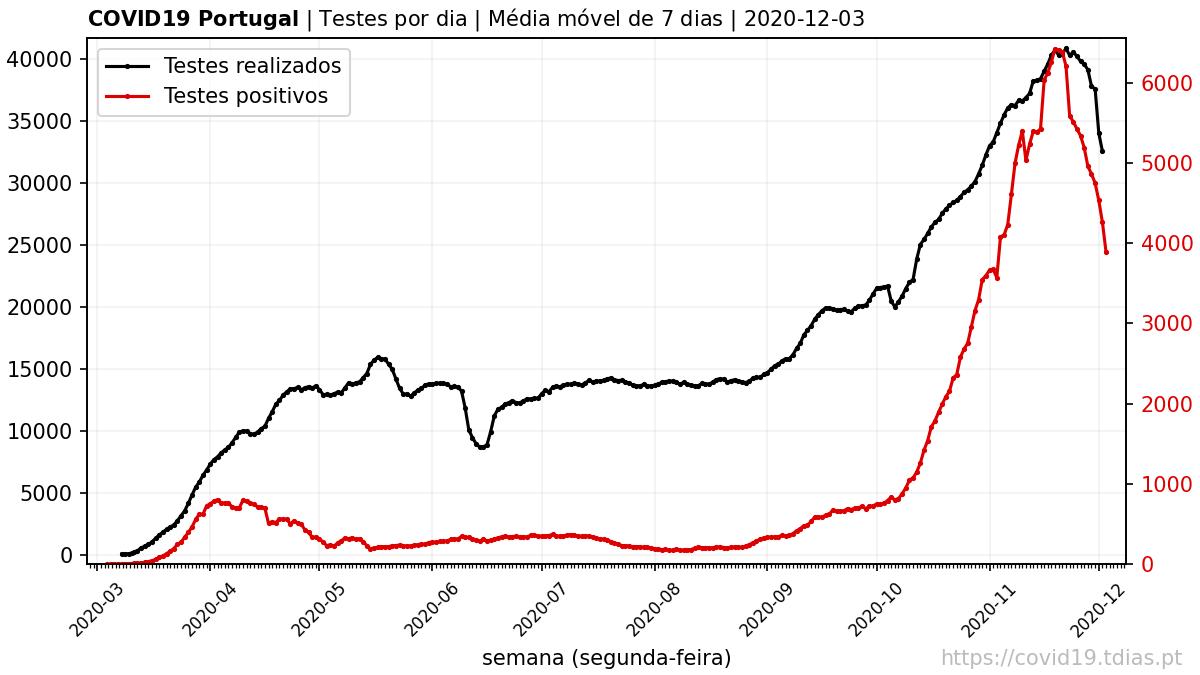 COVID19 Portugal | Testes por dia | Média móvel de 7 dias | 2020-12-03
Testes realizados
Testes positivos
40000
35000
30000
25000
20000
15000
10000
5000
0
6000
5000
4000
3000
2000
1000
0
2020-03 2020-04 2020-05 2020-06 2020-07 2020-08 2020-09 2020-10 2020-11 2020-12
semana (segunda-feira)
https://covid19.tdias.pt